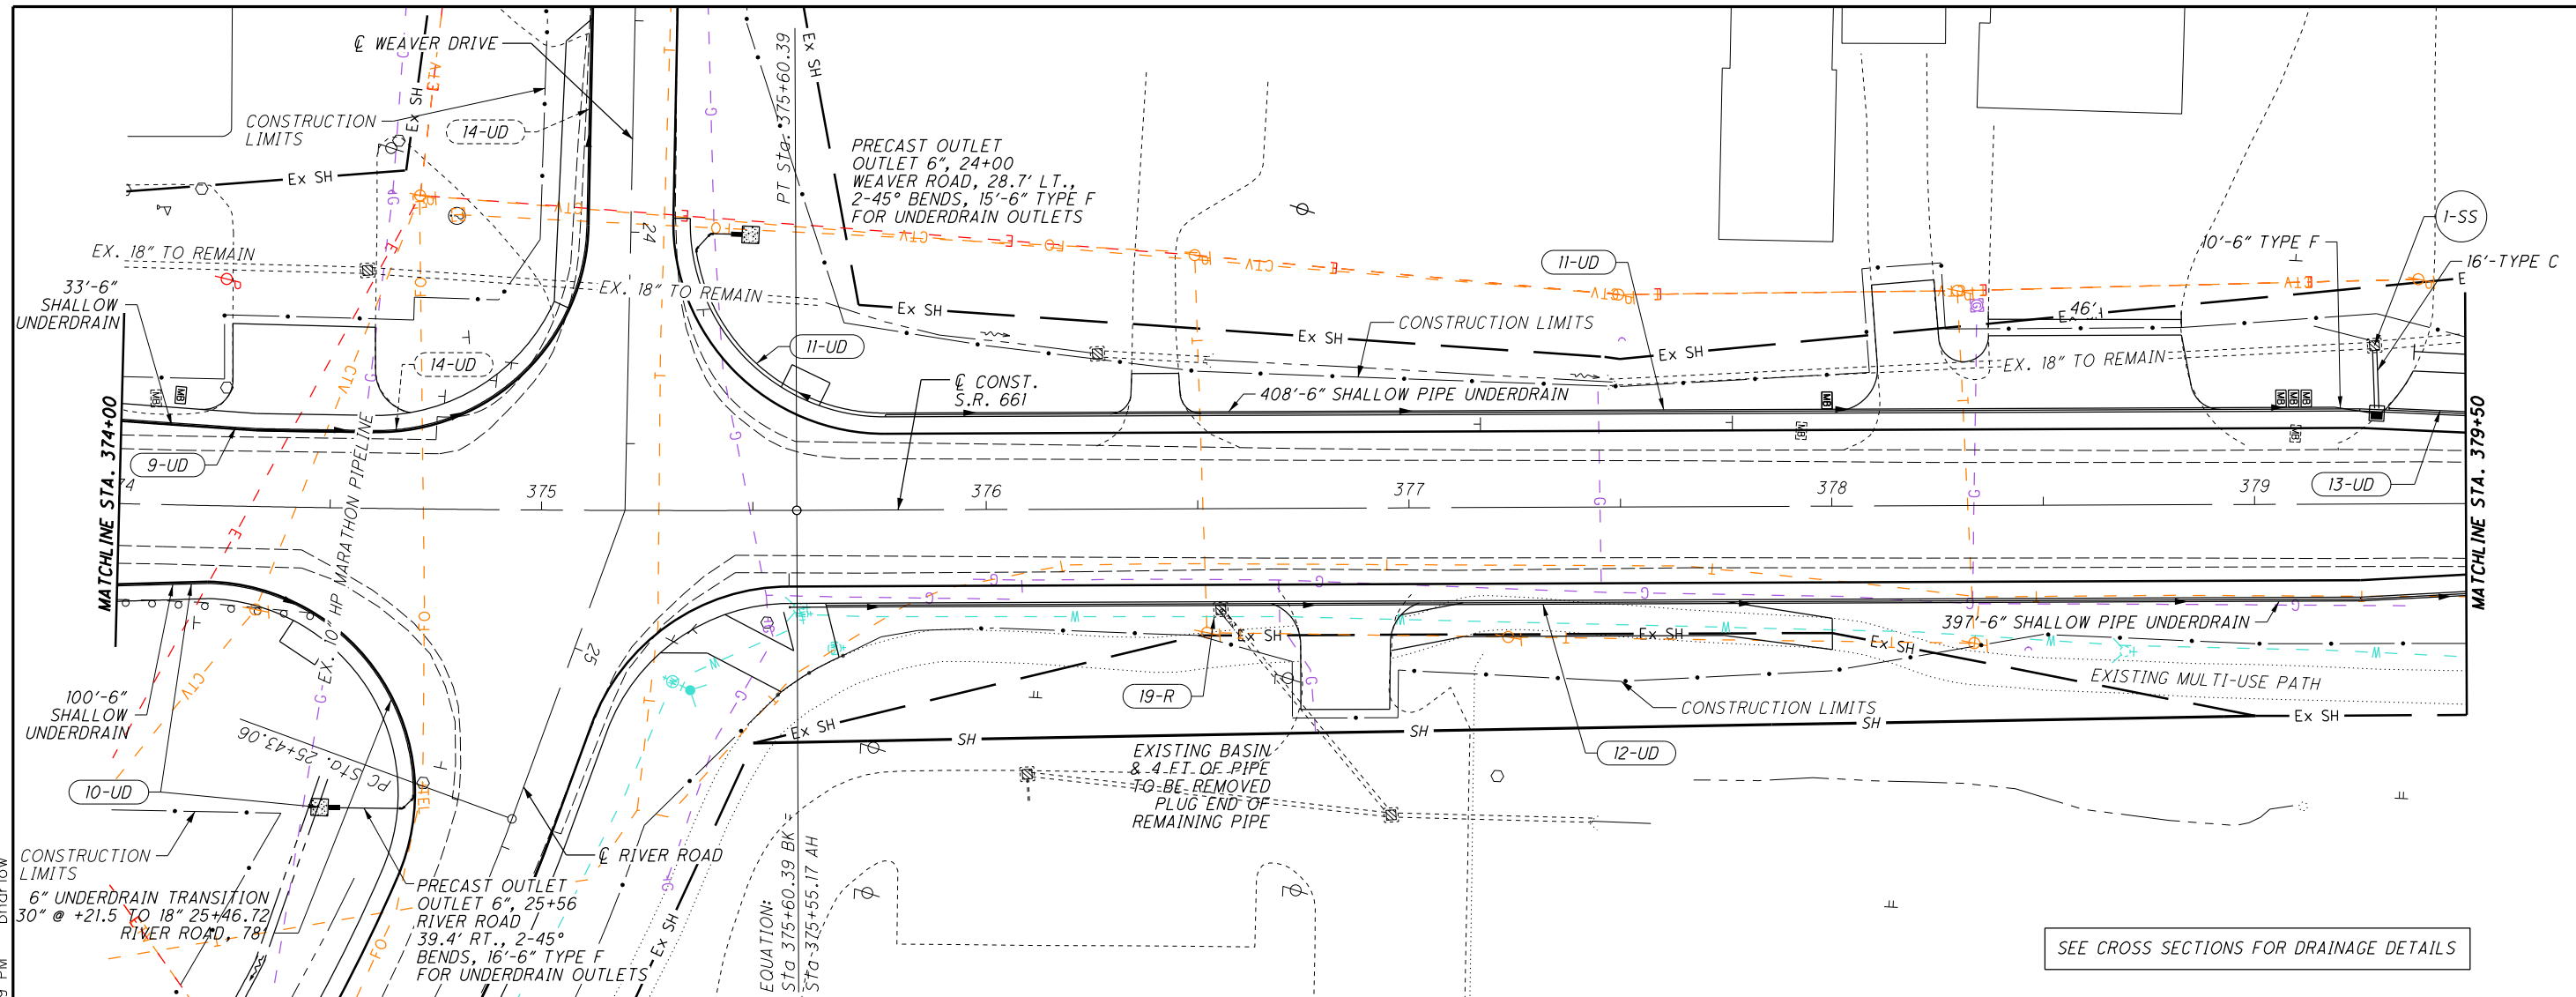 ℄ WEAVER DRIVE
CONSTRUCTION
LIMITS
14-UD
Ex SH
Ex SH
EX. 18" TO REMAIN
33'-6"
SHALLOW
UNDERDRAIN
14-UD
9-UD
MATCHLINE STA. 374+00
EX. 10" HP MARATHON PIPELINE
24
EX. 18" TO REMAIN
PT Sta. 375+60.39
Ex SH
PRECAST OUTLET
OUTLET 6", 24+00
WEAVER ROAD, 28.7' LT.,
2-45° BENDS, 15'-6" TYPE F
FOR UNDERDRAIN OUTLETS
11-UD
Ex SH
℄ CONST.
S.R. 661
CONSTRUCTION LIMITS
Ex SH
408'-6" SHALLOW PIPE UNDERDRAIN
11-UD
Ex SH
46'
EX. 18" TO REMAIN
10'-6" TYPE F
1-SS
16'-TYPE C
13-UD
MATCHLINE STA. 379+50
375
376
377
378
379
100'-6"
SHALLOW
UNDERDRAIN
10-UD
PC Sta. 25+43.06
25
CONSTRUCTION
LIMITS
6" UNDERDRAIN TRANSITION
30" @ +21.5 TO 18" 25+46.72
RIVER ROAD, 78'
PRECAST OUTLET
OUTLET 6", 25+56
RIVER ROAD
39.4' RT., 2-45°
BENDS, 16'-6" TYPE F
FOR UNDERDRAIN OUTLETS
℄ RIVER ROAD
Ex SH
EQUATION:
Sta 375+60.39 BK =
Sta 375+55.17 AH
Ex SH
SH
19-R
Ex SH
EXISTING BASIN
& 4 FT OF PIPE
TO BE REMOVED
PLUG END OF
REMAINING PIPE
SH
12-UD
CONSTRUCTION LIMITS
Ex SH
SH
Ex SH
397'-6" SHALLOW PIPE UNDERDRAIN
EXISTING MULTI-USE PATH
Ex SH
SEE CROSS SECTIONS FOR DRAINAGE DETAILS